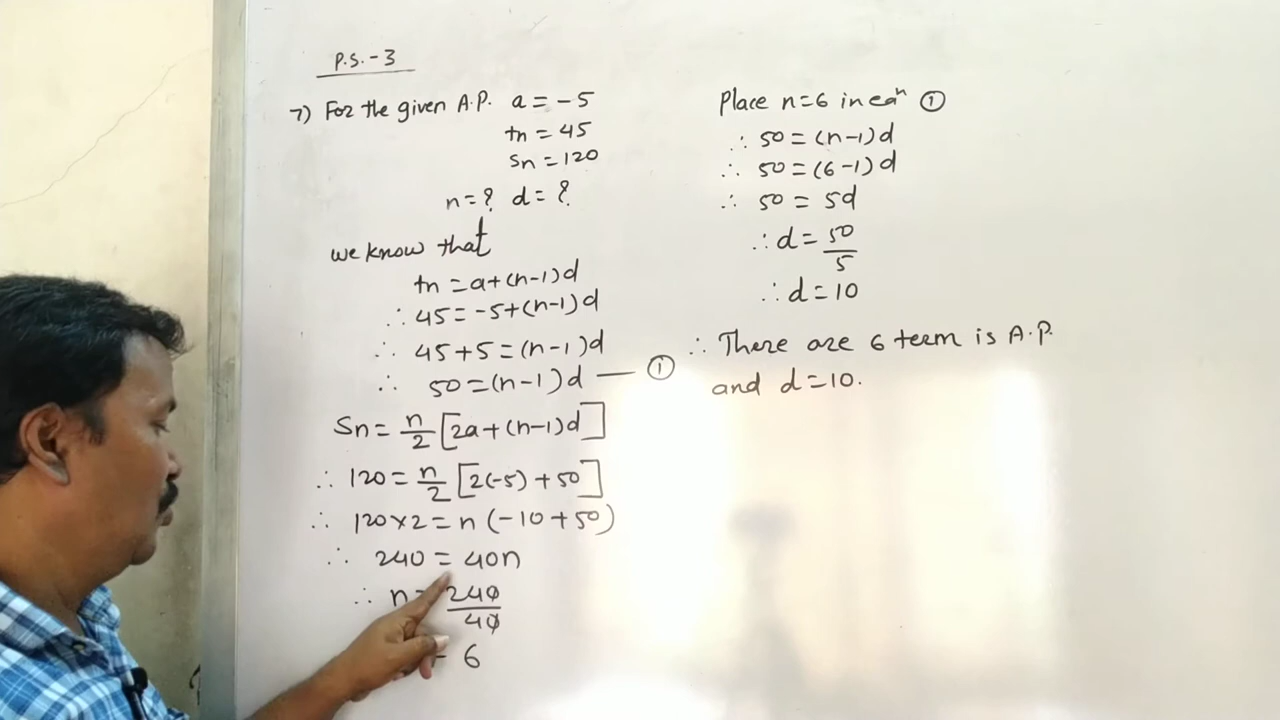 P.S.-3
7) For the given A.P. a = -5
tn = 45
Sn = 120
n = ? d = ?
we know that
tn = a+(n-1)d
∴ 45 = -5+(n-1)d
∴ 45+5 = (n-1)d
∴ 50 = (n-1)d — ①
Sn = n/2 [2a+(n-1)d]
∴ 120 = n/2 [2(-5)+50]
∴ 120×2 = n (-10+50)
∴ 240 = 40n
∴ n = 240/40
= 6
Place n=6 in eqⁿ ①
∴ 50 = (n-1)d
∴ 50 = (6-1)d
∴ 50 = 5d
∴ d = 50/5
∴ d = 10
∴ There are 6 term is A.P.
and d = 10.